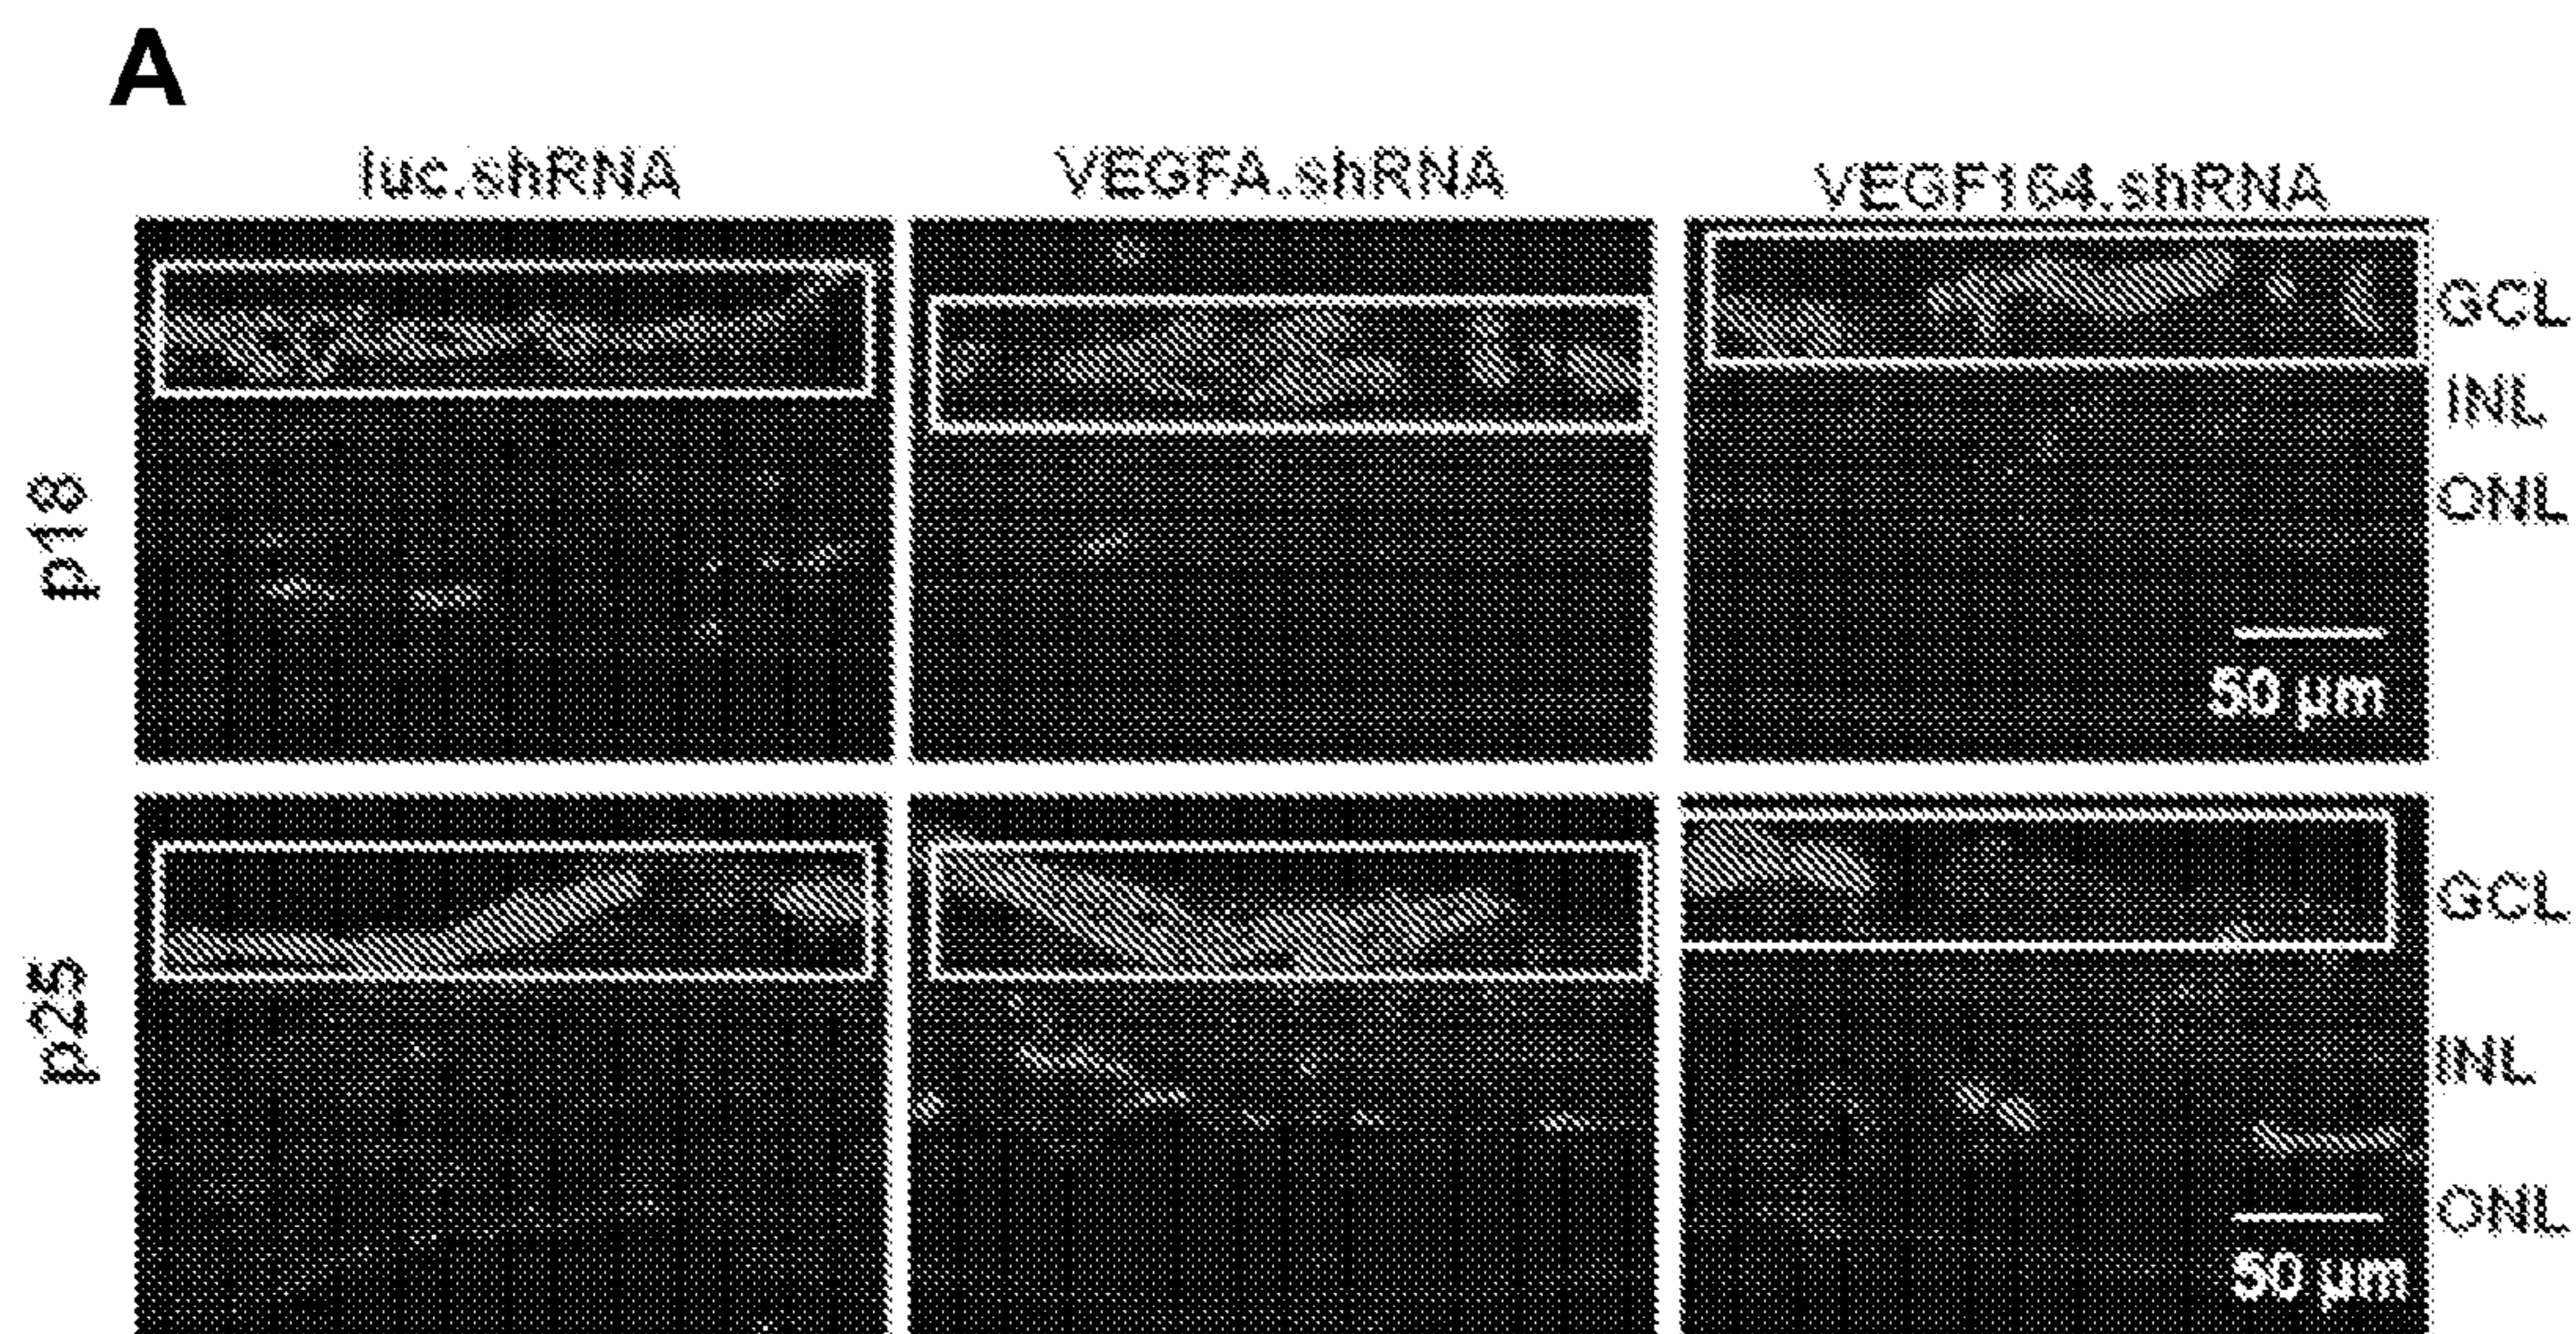 A
luc.shRNA
VEGFA.shRNA
VEGF164.shRNA
p18
GCL
INL
ONL
50 µm
p25
GCL
INL
ONL
50 µm